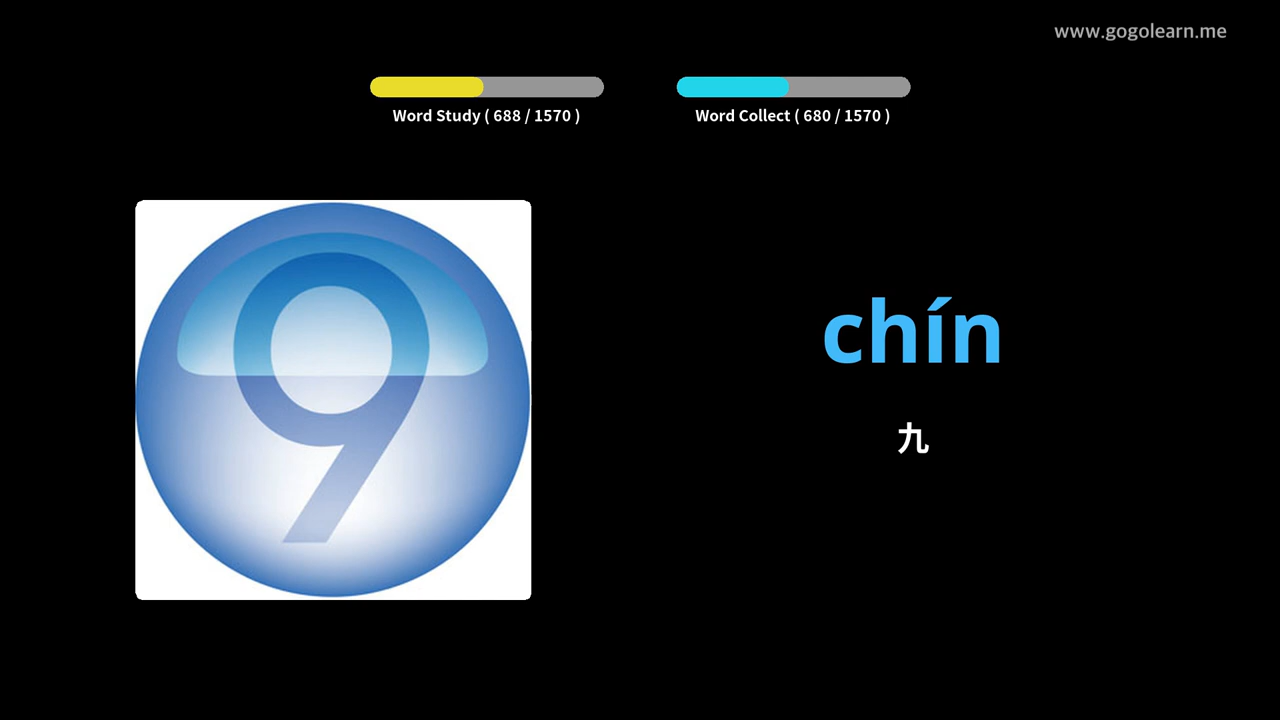 www.gogolearn.me
Word Study ( 688 / 1570 )
Word Collect ( 680 / 1570 )
9
chín
九